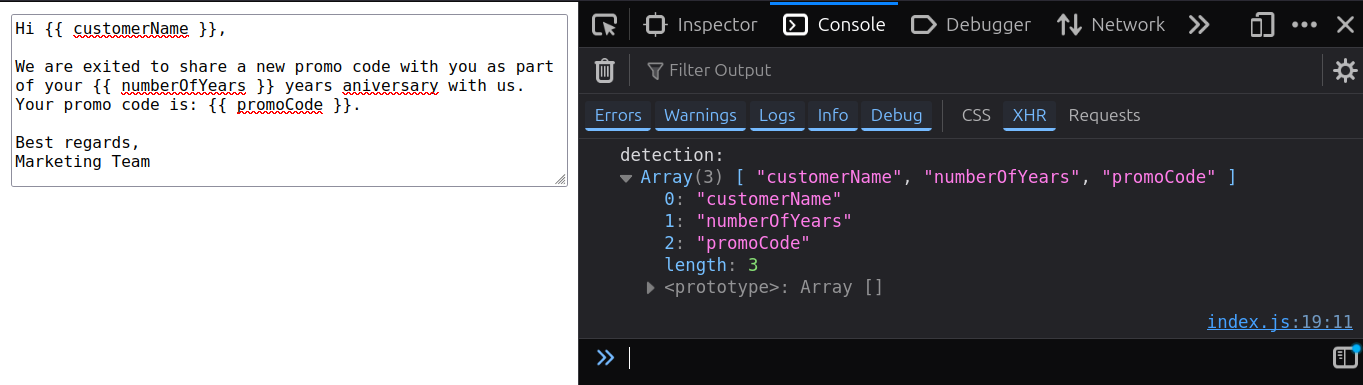 Hi {{ customerName }},
We are exited to share a new promo code with you as part
of your {{ numberOfYears }} years aniversary with us.
Your promo code is: {{ promoCode }}.
Best regards,
Marketing Team
Inspector Console Debugger Network
Filter Output
Errors Warnings Logs Info Debug CSS XHR Requests
detection:
Array(3) [ "customerName", "numberOfYears", "promoCode" ]
0: "customerName"
1: "numberOfYears"
2: "promoCode"
length: 3
<prototype>: Array []
index.js:19:11